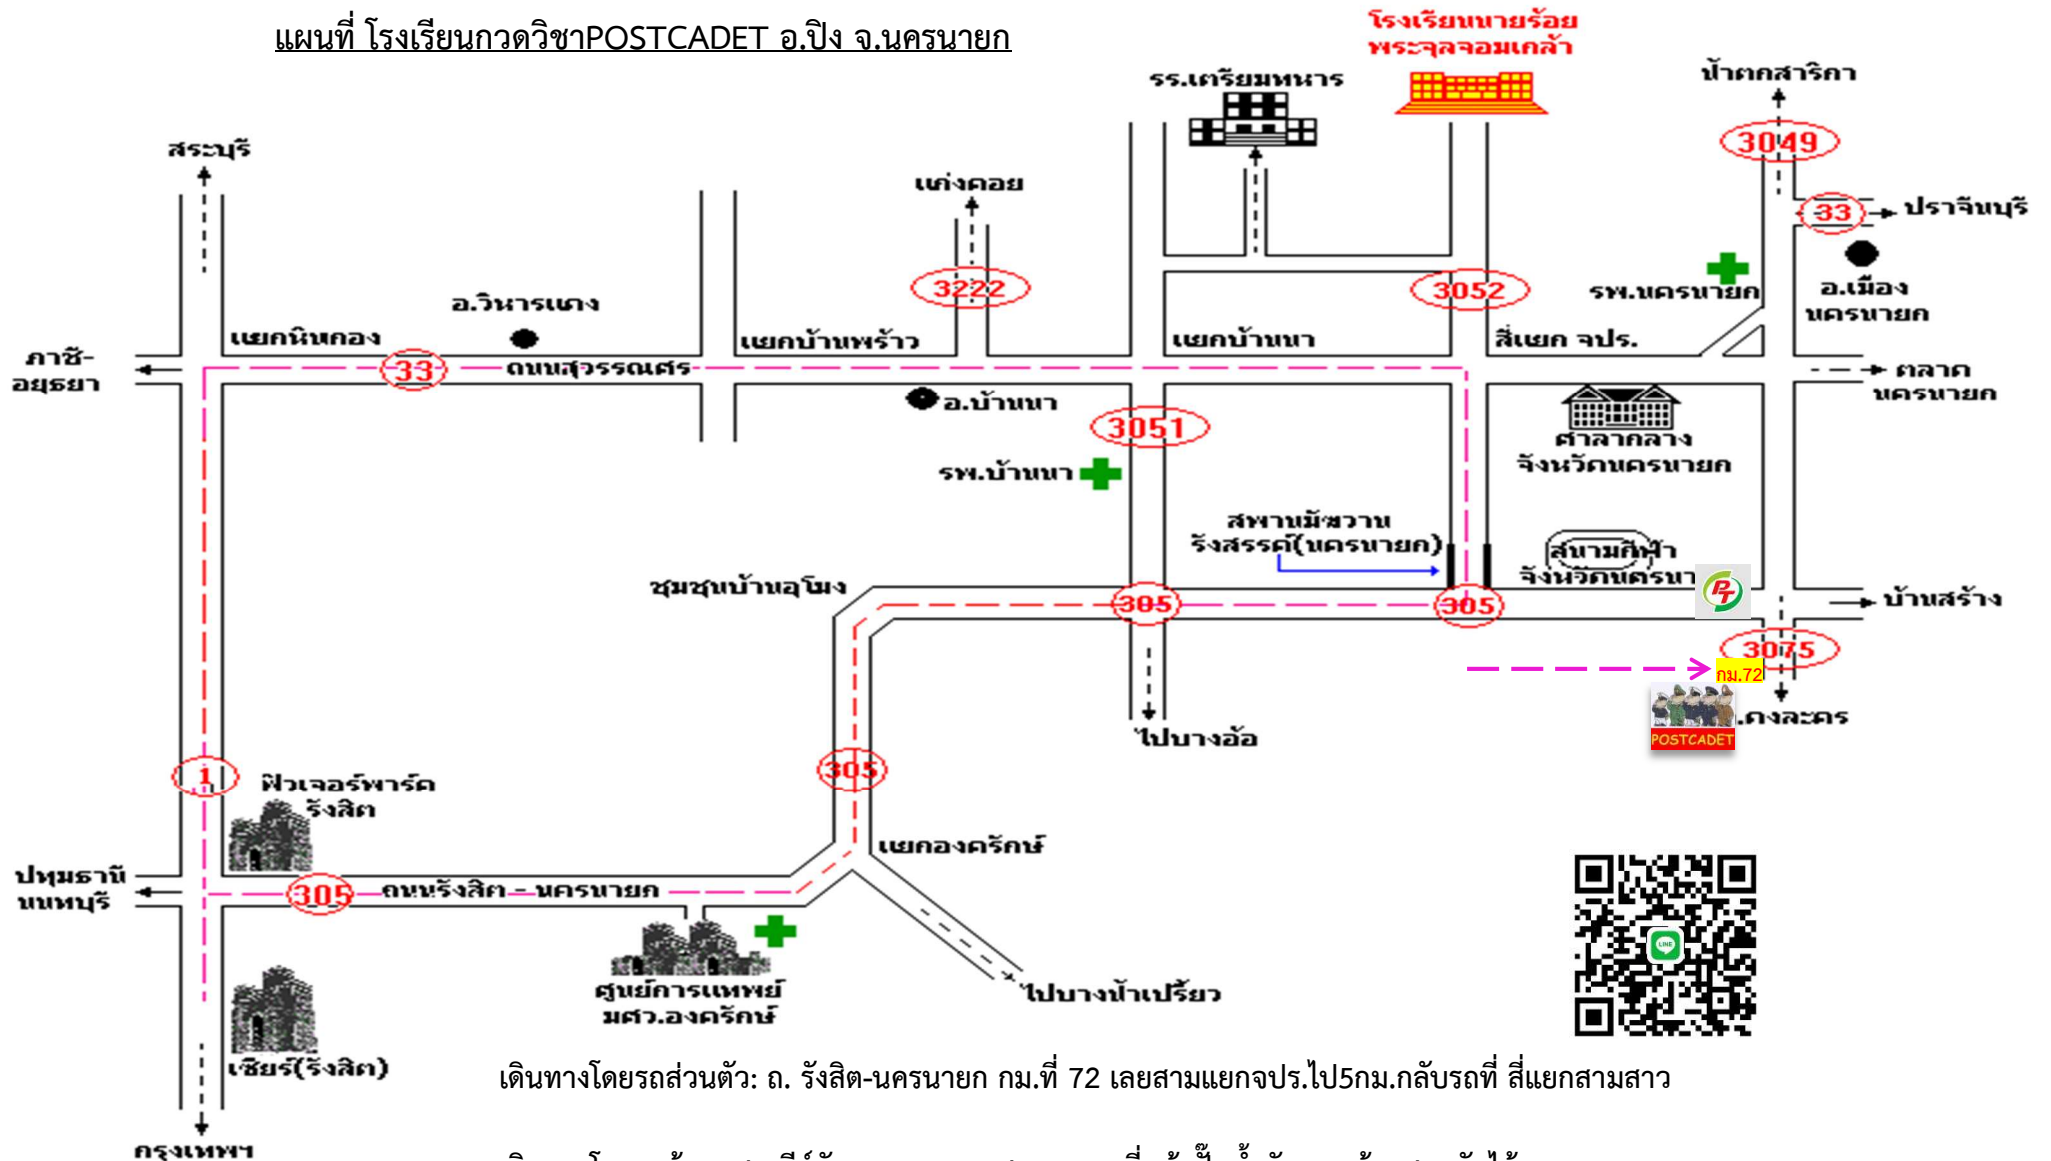 แผนที่ โรงเรียนกวดวิชาPOSTCADET อ.ปิง จ.นครนายก
โรงเรียนนายร้อย
พระจุลจอมเกล้า
รร.เตรียมทหาร
น้ำตกสาริกา
3049
สระบุรี
แก่งคอย
33
ปราจีนบุรี
3222
3052
รพ.นครนายก
อ.เมือง
นครนายก
อ.วิหารแดง
แยกหินกอง
แยกบ้านพร้าว
แยกบ้านนา
สี่แยก จปร.
ภาชี-
อยุธยา
33
ถนนสุวรรณศร
ตลาด
นครนายก
อ.บ้านนา
3051
ศาลากลาง
จังหวัดนครนายก
รพ.บ้านนา
สพานมัฆวาน
รังสรรค์(นครนายก)
สนามกีฬา
จังหวัดนครนา
PT
ชุมชุนบ้านอุโมง
305
305
บ้านสร้าง
3075
กม.72
.ดงละคร
POSTCADET
ไปบางอ้อ
305
1
ฟิวเจอร์พาร์ค
รังสิต
แยกองครักษ์
ปทุมธานี
นนทบุรี
305
ถนนรังสิต - นครนายก
LINE
ศูนย์การแพทย์
มศว.องครักษ์
ไปบางน้ำเปรี้ยว
เซียร์(รังสิต)
เดินทางโดยรถส่วนตัว: ถ. รังสิต-นครนายก กม.ที่ 72 เลยสามแยกจปร.ไป5กม.กลับรถที่ สี่แยกสามสาว
กรุงเทพฯ